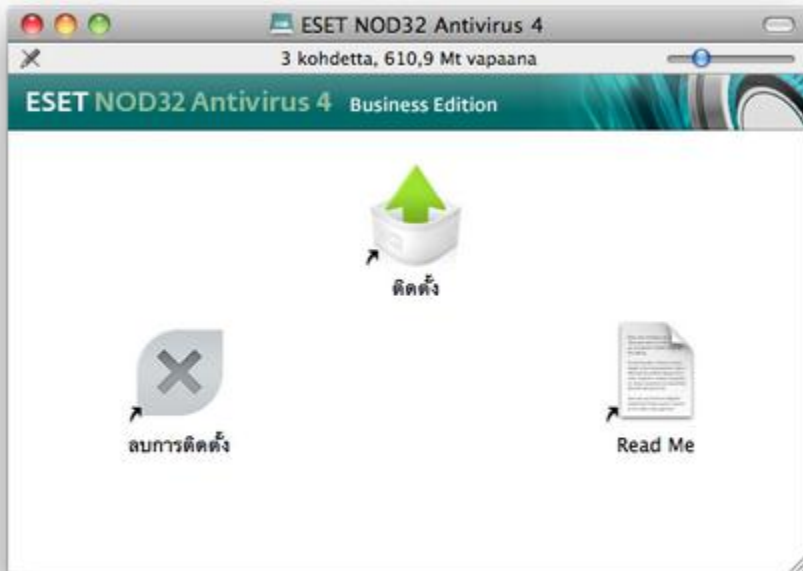 ESET NOD32 Antivirus 4
3 kohdetta, 610,9 Mt vapaana
ESET NOD32 Antivirus 4 Business Edition
ติดตั้ง
ลบการติดตั้ง
Read Me